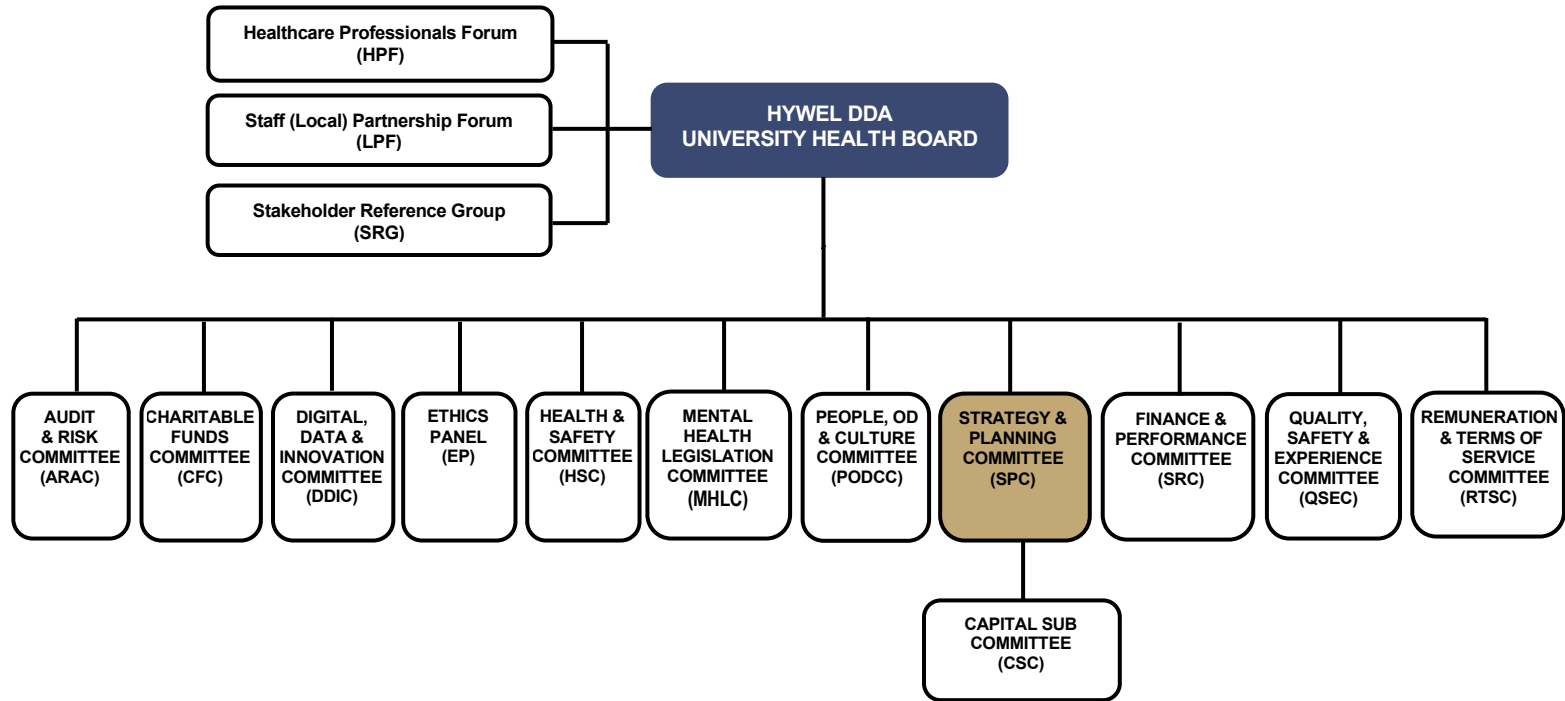 Healthcare Professionals Forum
(HPF)
Staff (Local) Partnership Forum
(LPF)
Stakeholder Reference Group
(SRG)
HYWEL DDA
UNIVERSITY HEALTH BOARD
AUDIT
& RISK
COMMITTEE
(ARAC)
CHARITABLE
FUNDS
COMMITTEE
(CFC)
DIGITAL,
DATA &
INNOVATION
COMMITTEE
(DDIC)
ETHICS
PANEL
(EP)
HEALTH &
SAFETY
COMMITTEE
(HSC)
MENTAL
HEALTH
LEGISLATION
COMMITTEE
(MHLC)
PEOPLE, OD
& CULTURE
COMMITTEE
(PODCC)
STRATEGY &
PLANNING
COMMITTEE
(SPC)
FINANCE &
PERFORMANCE
COMMITTEE
(SRC)
QUALITY,
SAFETY &
EXPERIENCE
COMMITTEE
(QSEC)
REMUNERATION
& TERMS OF
SERVICE
COMMITTEE
(RTSC)
CAPITAL SUB
COMMITTEE
(CSC)